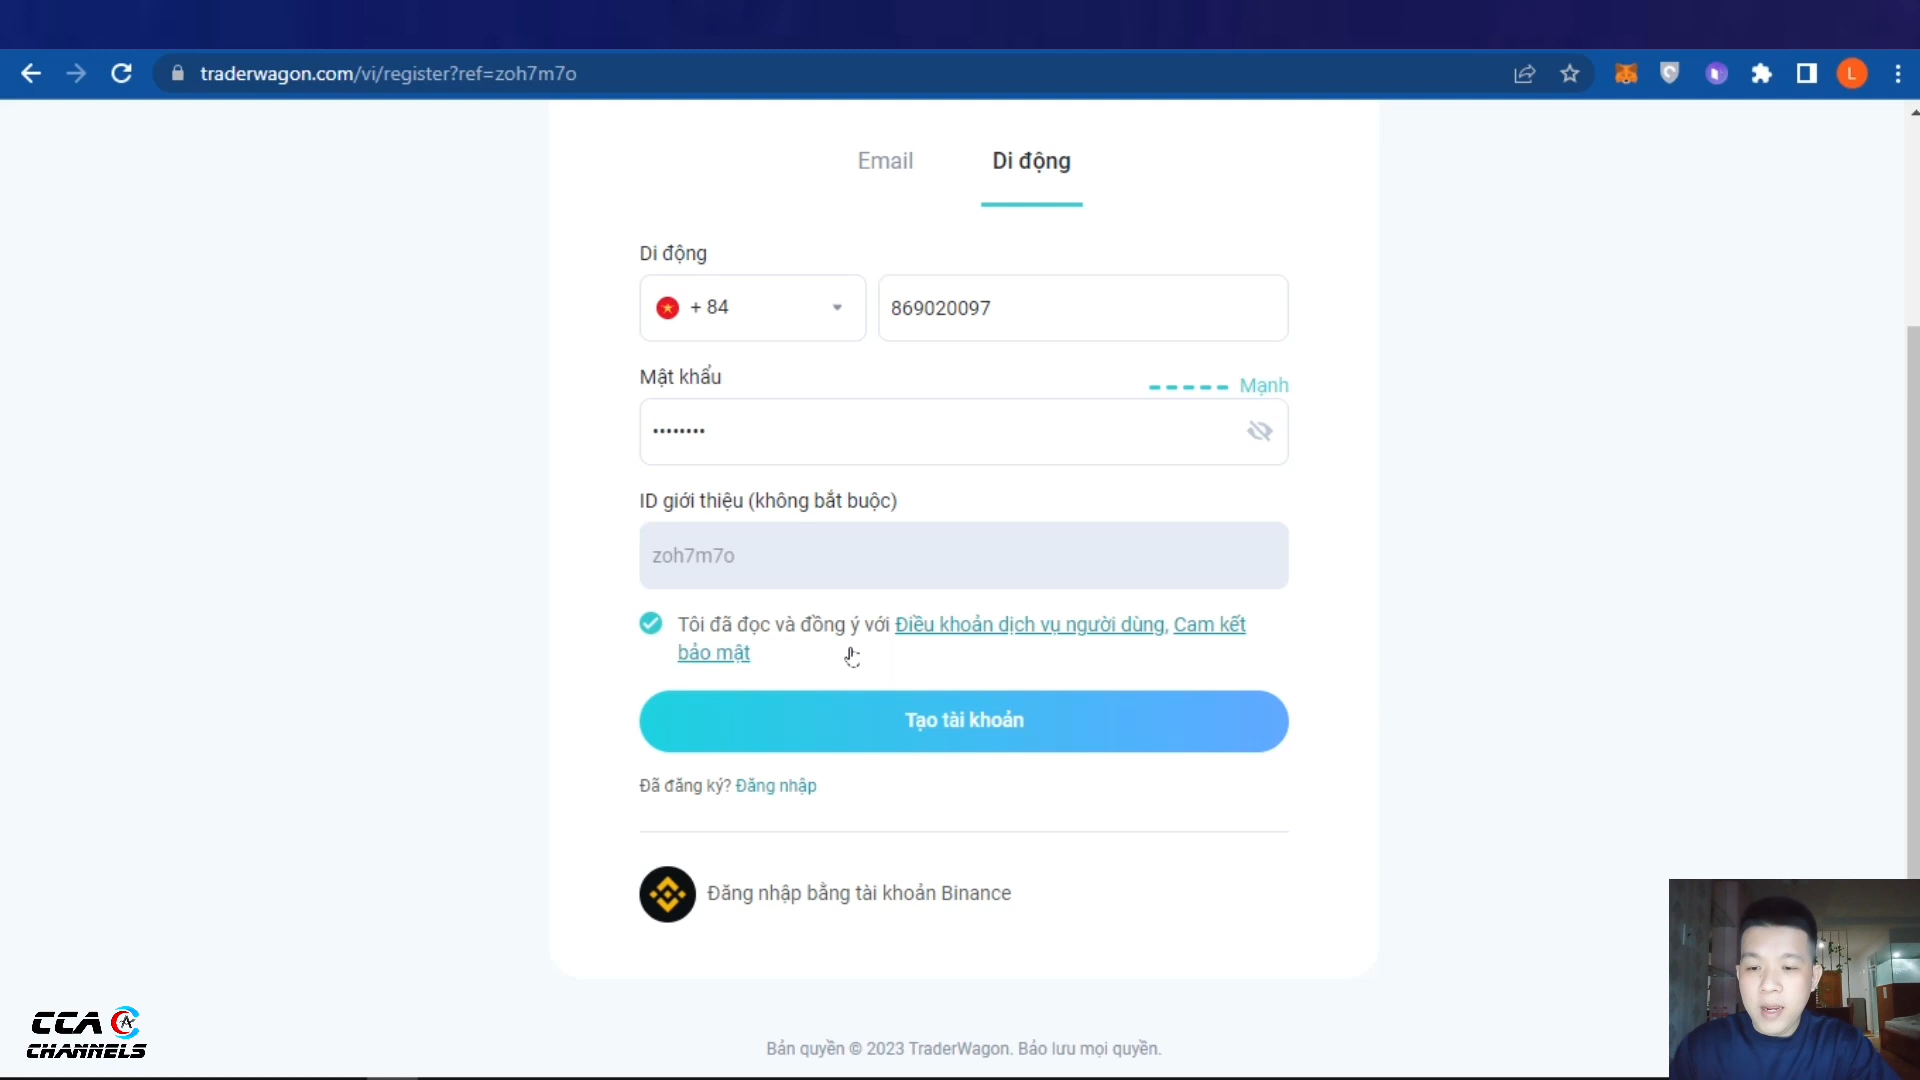 traderwagon.com/vi/register?ref=zoh7m7o
L
Email
Di động
Di động
+ 84
869020097
Mật khẩu
Mạnh
••••••••
ID giới thiệu (không bắt buộc)
zoh7m7o
Tôi đã đọc và đồng ý với Điều khoản dịch vụ người dùng, Cam kết
bảo mật
Tạo tài khoản
Đã đăng ký? Đăng nhập
Đăng nhập bằng tài khoản Binance
CCA
CHANNELS
Bản quyền © 2023 TraderWagon. Bảo lưu mọi quyền.